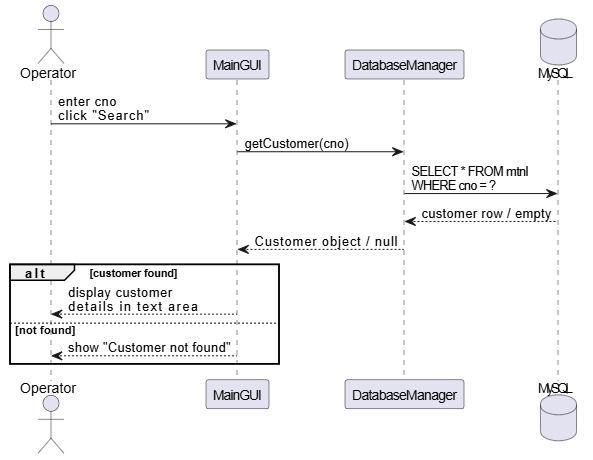 Operator
MainGUI
DatabaseManager
MySQL
enter cno
click "Search"
getCustomer(cno)
SELECT * FROM mtnl
WHERE cno = ?
customer row / empty
Customer object / null
alt [customer found]
display customer
details in text area
[not found]
show "Customer not found"
Operator
MainGUI
DatabaseManager
MySQL